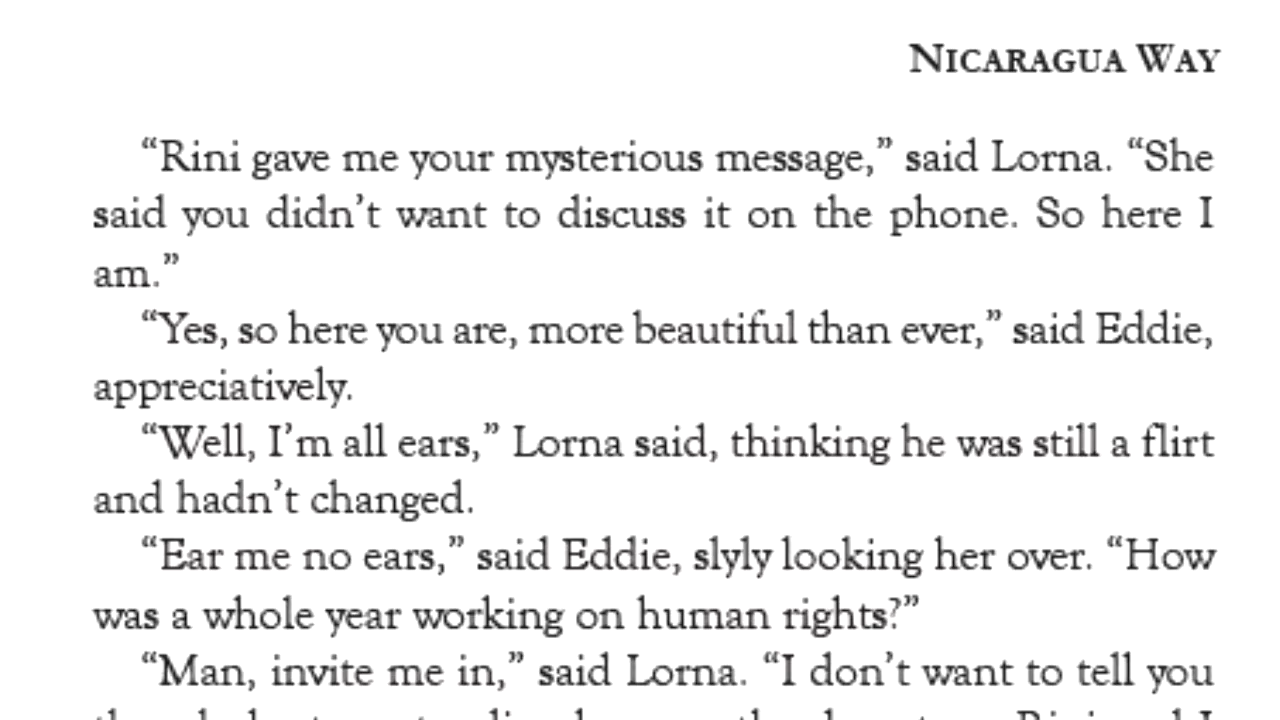 NICARAGUA WAY
“Rini gave me your mysterious message,” said Lorna. “She
said you didn’t want to discuss it on the phone. So here I
am.”
“Yes, so here you are, more beautiful than ever,” said Eddie,
appreciatively.
“Well, I’m all ears,” Lorna said, thinking he was still a flirt
and hadn’t changed.
“Ear me no ears,” said Eddie, slyly looking her over. “How
was a whole year working on human rights?”
“Man, invite me in,” said Lorna. “I don’t want to tell you